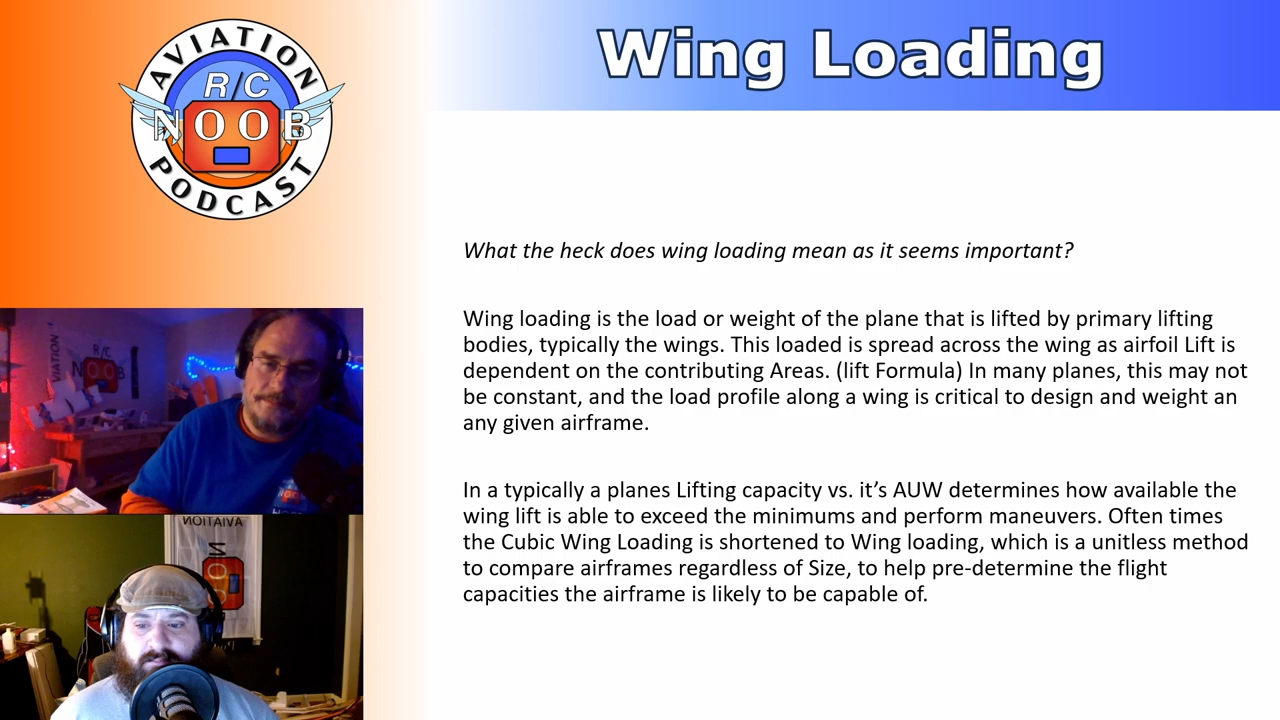 AVIATION
R/C
NOOB
PODCAST
Wing Loading
What the heck does wing loading mean as it seems important?
Wing loading is the load or weight of the plane that is lifted by primary lifting
bodies, typically the wings. This loaded is spread across the wing as airfoil Lift is
dependent on the contributing Areas. (lift Formula) In many planes, this may not
be constant, and the load profile along a wing is critical to design and weight an
any given airframe.
In a typically a planes Lifting capacity vs. it’s AUW determines how available the
wing lift is able to exceed the minimums and perform maneuvers. Often times
the Cubic Wing Loading is shortened to Wing loading, which is a unitless method
to compare airframes regardless of Size, to help pre-determine the flight
capacities the airframe is likely to be capable of.
R/C
AVIATION